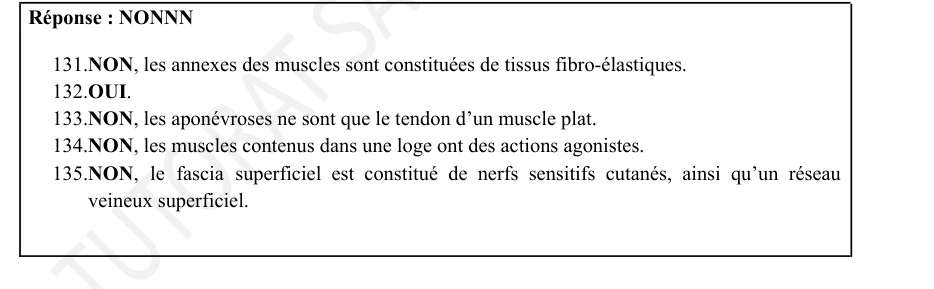 Réponse : NONNN
131.NON, les annexes des muscles sont constituées de tissus fibro-élastiques.
132.OUI.
133.NON, les aponévroses ne sont que le tendon d’un muscle plat.
134.NON, les muscles contenus dans une loge ont des actions agonistes.
135.NON, le fascia superficiel est constitué de nerfs sensitifs cutanés, ainsi qu’un réseau
veineux superficiel.
TUTORAT SA